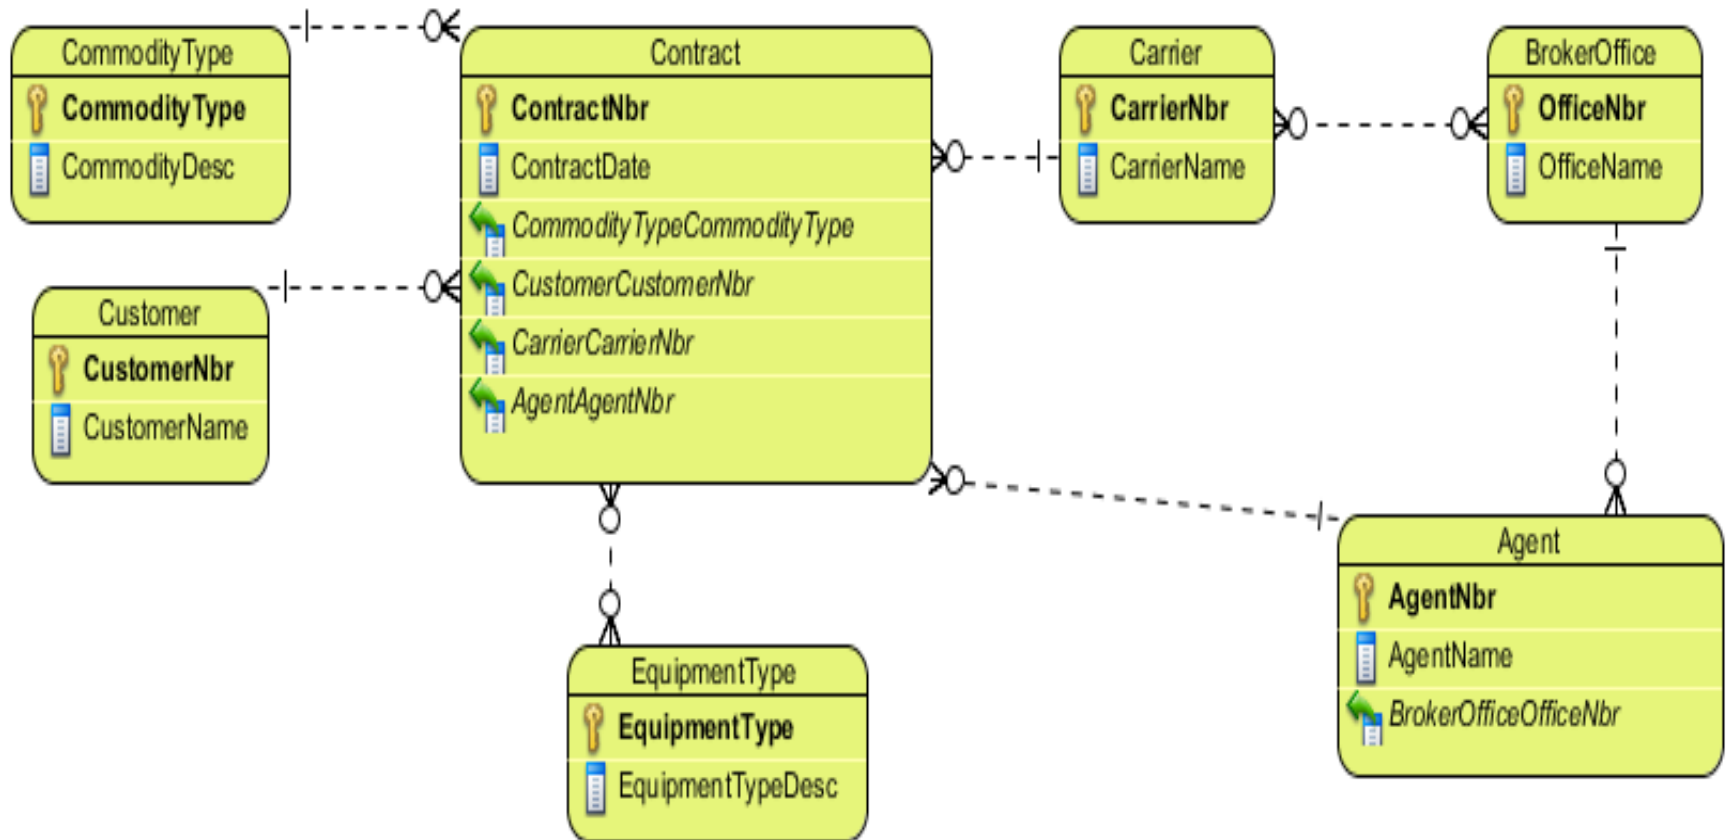 CommodityType
CommodityType
CommodityDesc
Customer
CustomerNbr
CustomerName
Contract
ContractNbr
ContractDate
CommodityTypeCommodityType
CustomerCustomerNbr
CarrierCarrierNbr
AgentAgentNbr
EquipmentType
EquipmentType
EquipmentTypeDesc
Carrier
CarrierNbr
CarrierName
BrokerOffice
OfficeNbr
OfficeName
Agent
AgentNbr
AgentName
BrokerOfficeOfficeNbr